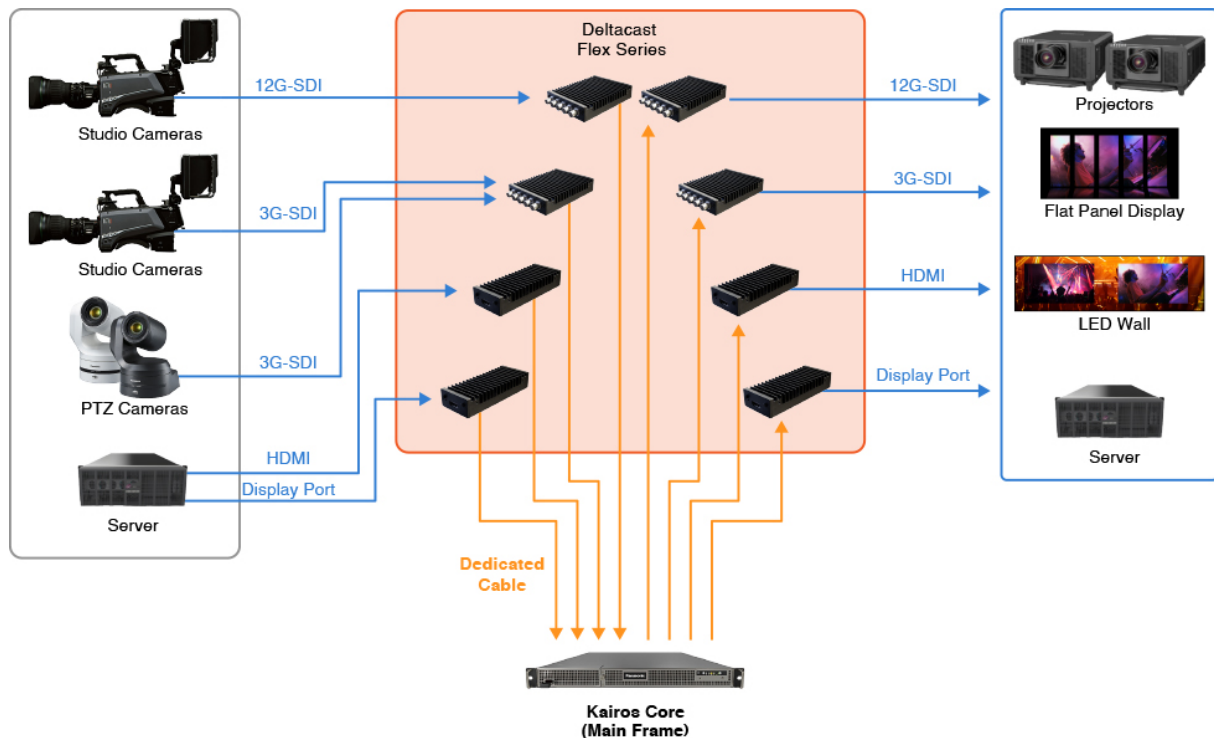 Deltacast
Flex Series
12G-SDI
Studio Cameras
3G-SDI
Studio Cameras
3G-SDI
PTZ Cameras
HDMI
Display Port
Server
12G-SDI
Projectors
3G-SDI
Flat Panel Display
HDMI
LED Wall
Display Port
Server
Dedicated
Cable
Panasonic
Kairos Core
(Main Frame)